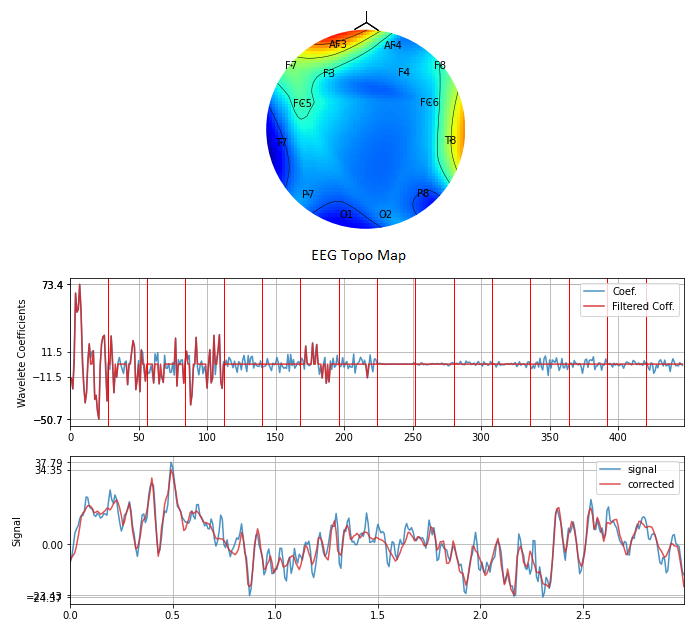 AF3 AF4
F7 F8
F3 F4
FC5 FC6
T7 T8
P7 P8
O1 O2
EEG Topo Map
Wavelete Coefficients
73.4
11.5
−11.5
−50.7
Coef.
Filtered Coff.
0 50 100 150 200 250 300 350 400
Signal
37.79
34.35
0.00
signal
corrected
0.0 0.5 1.0 1.5 2.0 2.5